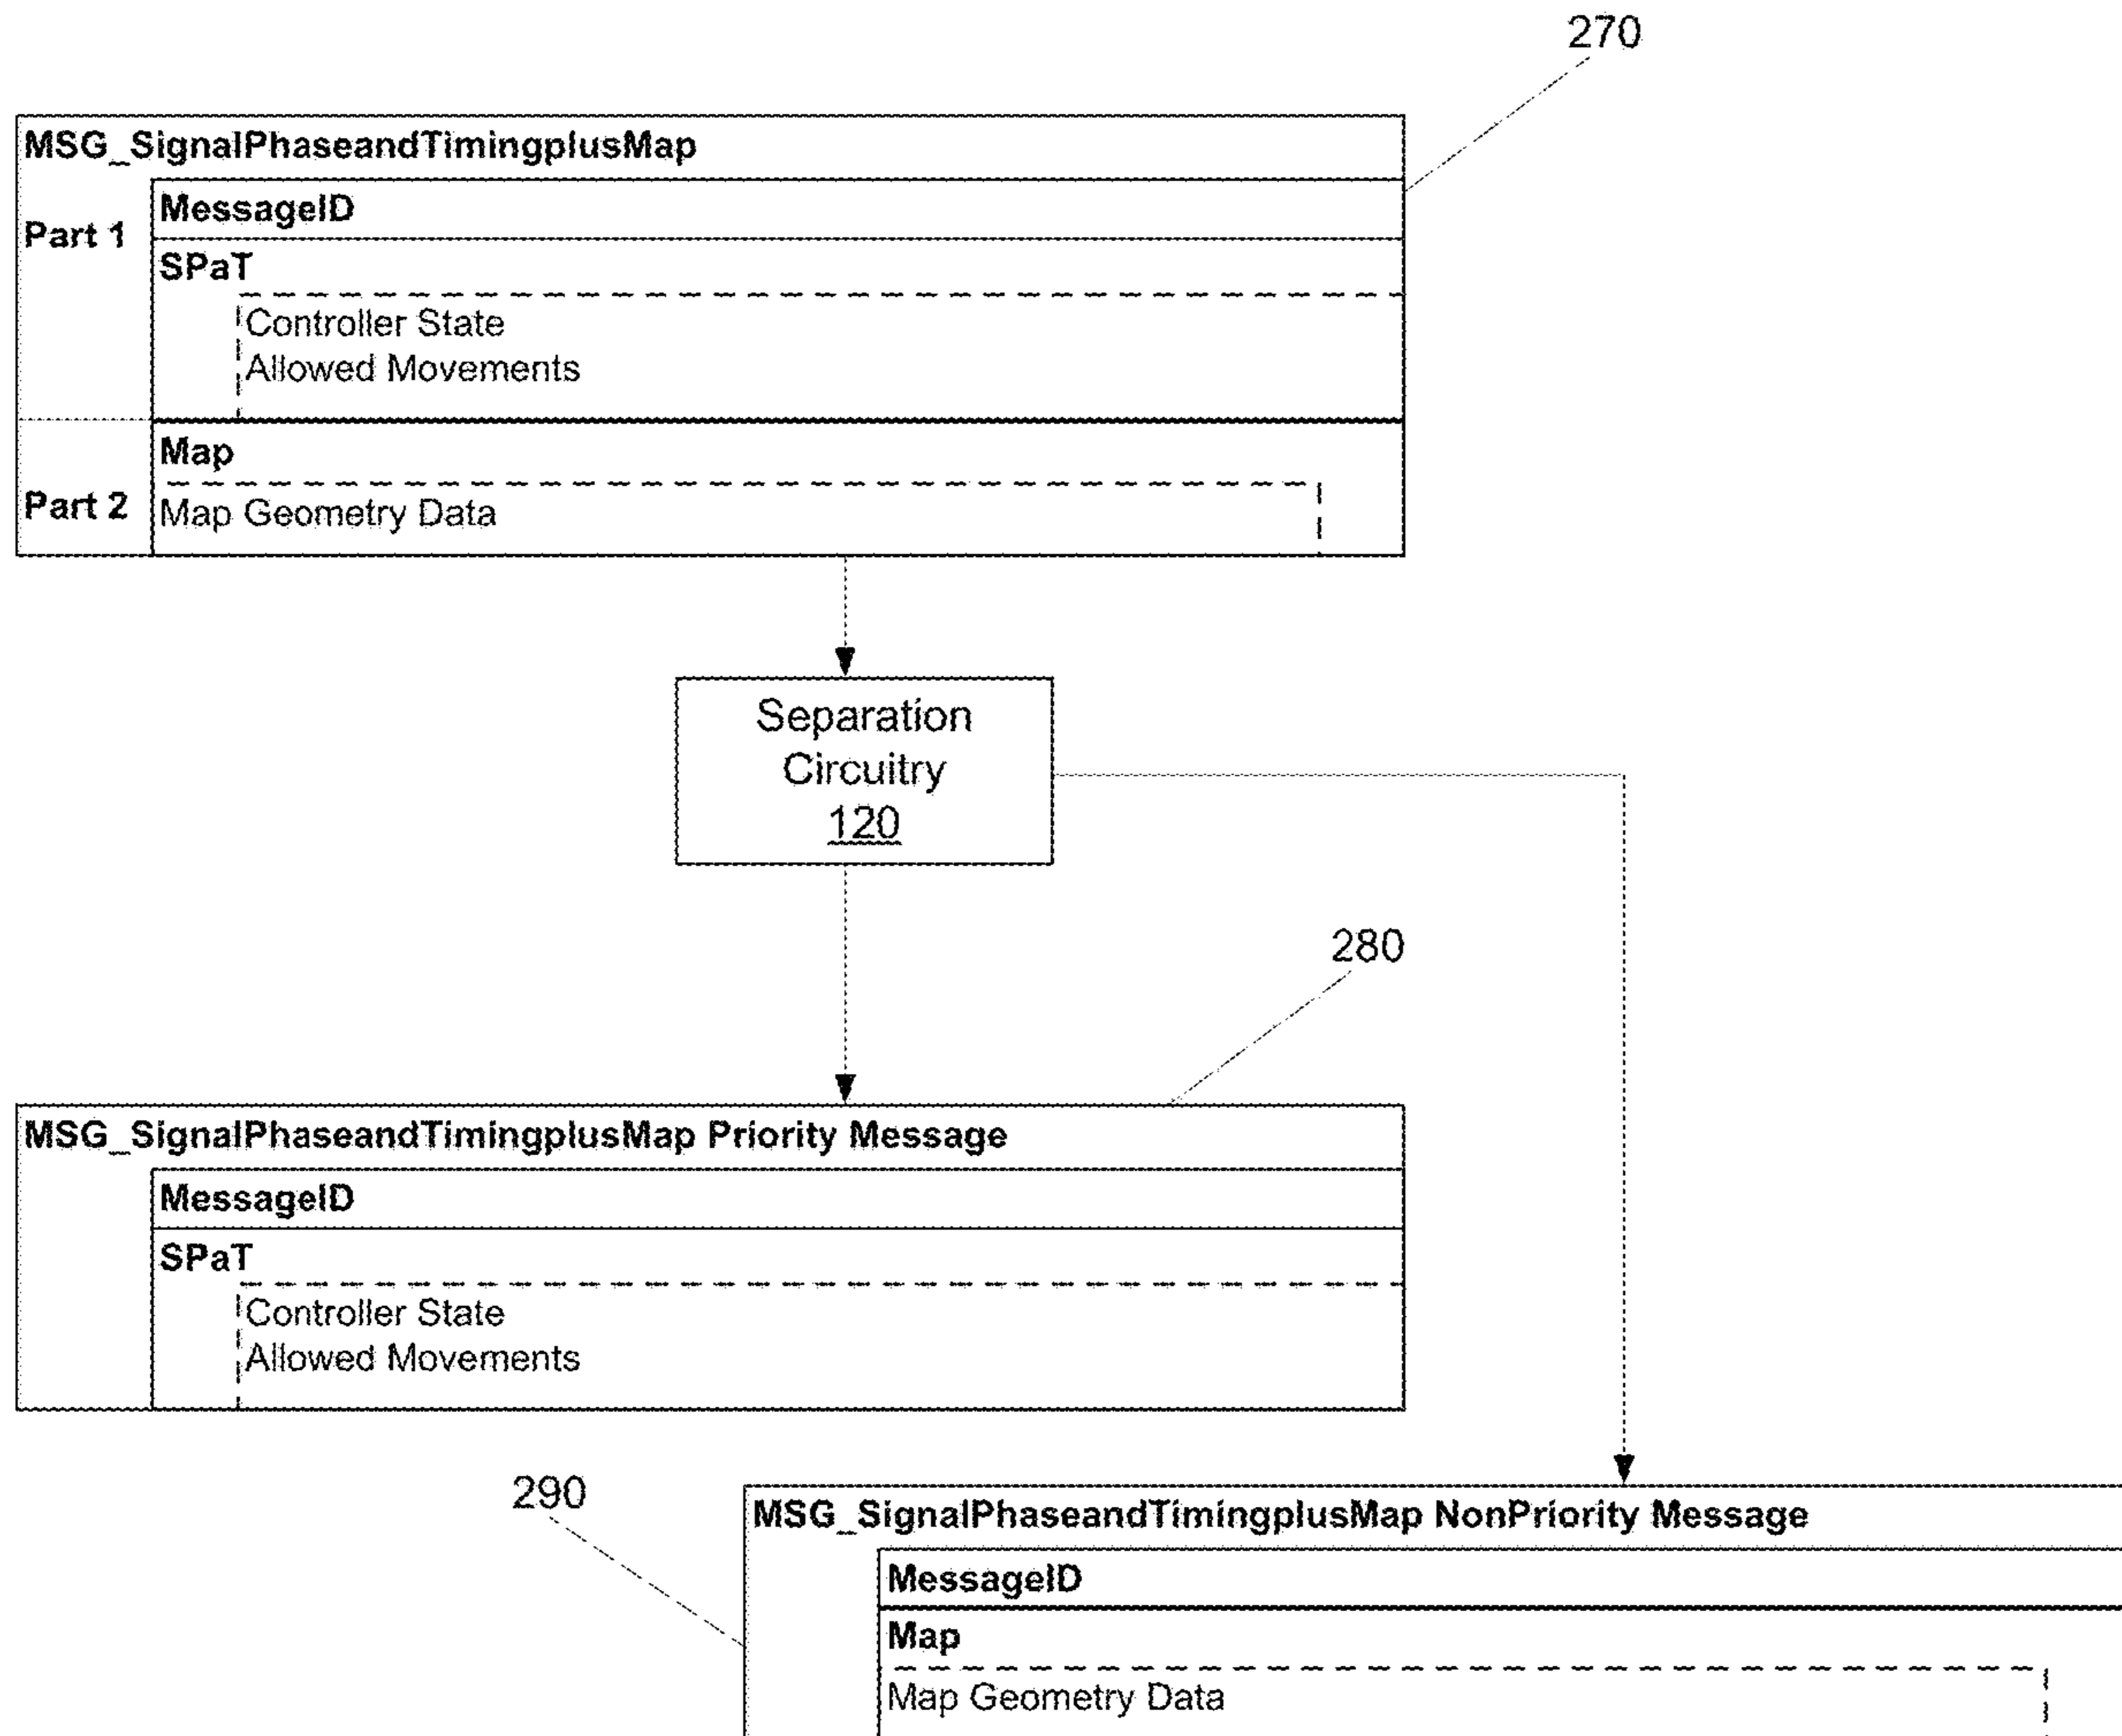 270
MSG_SignalPhaseandTimingplusMap
Part 1
MessageID
SPaT
Controller State
Allowed Movements
Part 2
Map
Map Geometry Data
Separation
Circuitry
120
280
MSG_SignalPhaseandTimingplusMap Priority Message
MessageID
SPaT
Controller State
Allowed Movements
290
MSG_SignalPhaseandTimingplusMap NonPriority Message
MessageID
Map
Map Geometry Data